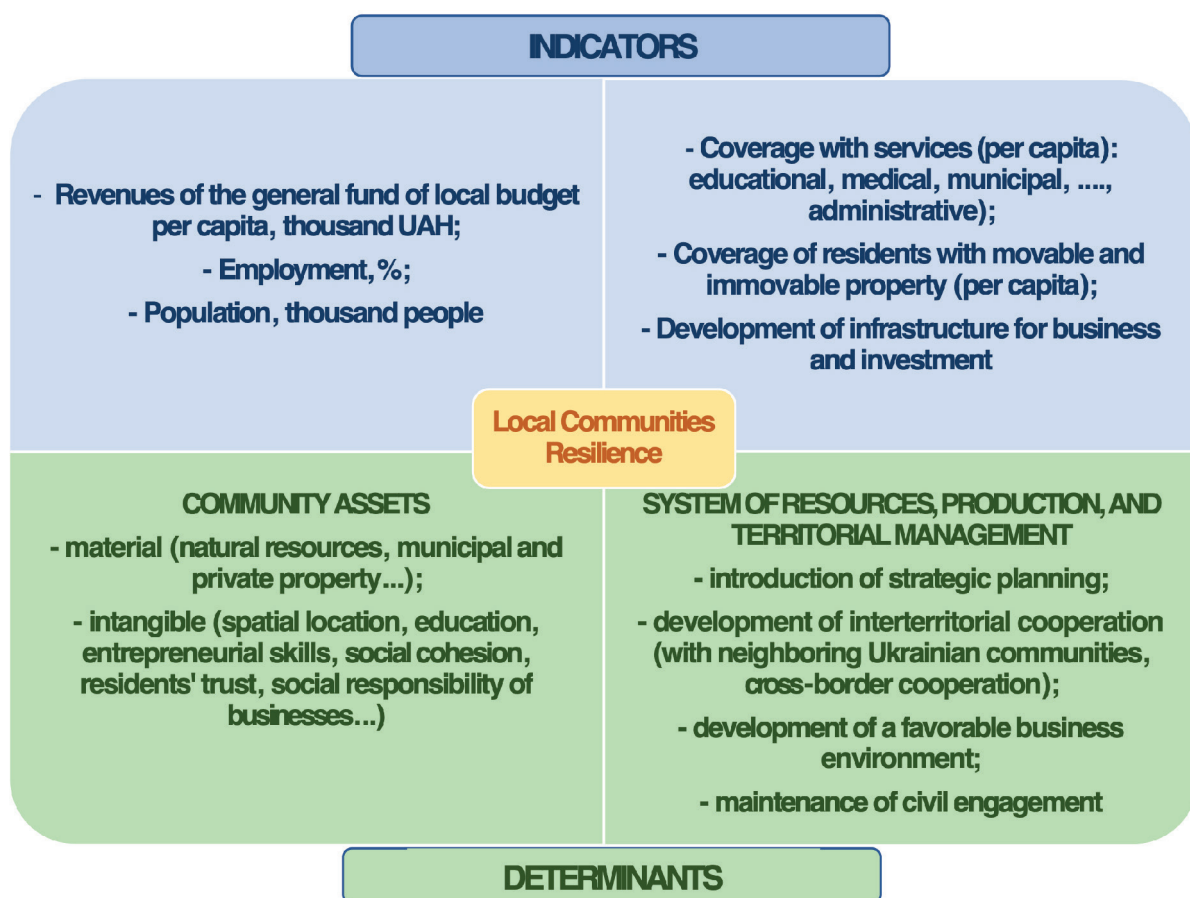 INDICATORS
- Revenues of the general fund of local budget
per capita, thousand UAH;
- Employment, %;
- Population, thousand people
- Coverage with services (per capita):
educational, medical, municipal, ....,
administrative);
- Coverage of residents with movable and
immovable property (per capita);
- Development of infrastructure for business
and investment
Local Communities
Resilience
COMMUNITY ASSETS
- material (natural resources, municipal and
private property...);
- intangible (spatial location, education,
entrepreneurial skills, social cohesion,
residents' trust, social responsibility of
businesses...)
SYSTEM OF RESOURCES, PRODUCTION, AND
TERRITORIAL MANAGEMENT
- introduction of strategic planning;
- development of interterritorial cooperation
(with neighboring Ukrainian communities,
cross-border cooperation);
- development of a favorable business
environment;
- maintenance of civil engagement
DETERMINANTS